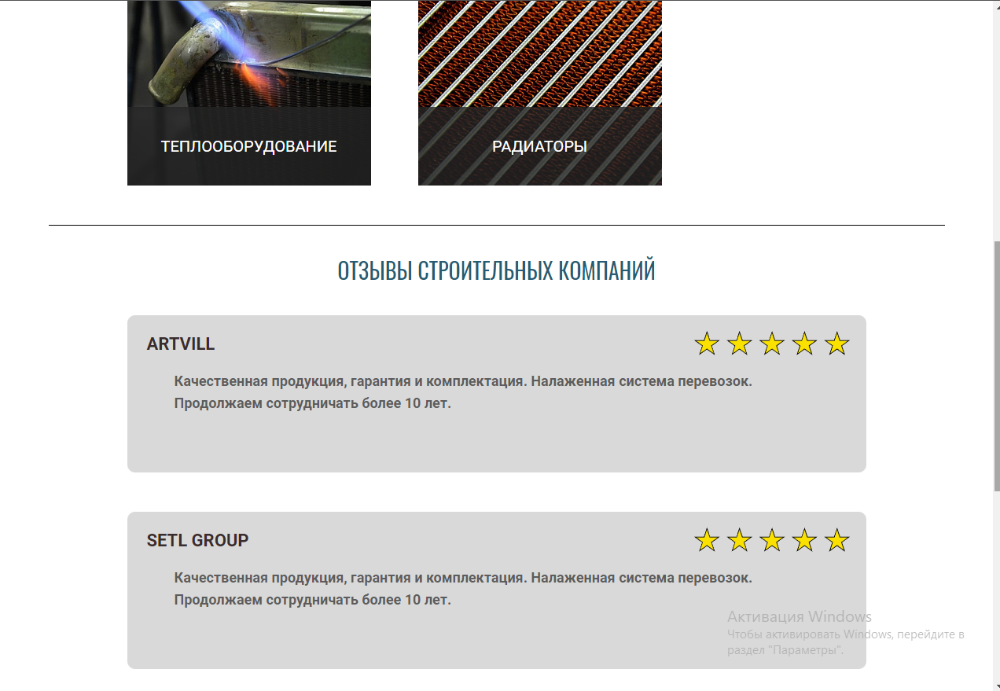 ТЕПЛООБОРУДОВАНИЕ
РАДИАТОРЫ
ОТЗЫВЫ СТРОИТЕЛЬНЫХ КОМПАНИЙ
ARTVILL
Качественная продукция, гарантия и комплектация. Налаженная система перевозок.
Продолжаем сотрудничать более 10 лет.
SETL GROUP
Качественная продукция, гарантия и комплектация. Налаженная система перевозок.
Продолжаем сотрудничать более 10 лет.
Активация Windows
Чтобы активировать Windows, перейдите в
раздел "Параметры".